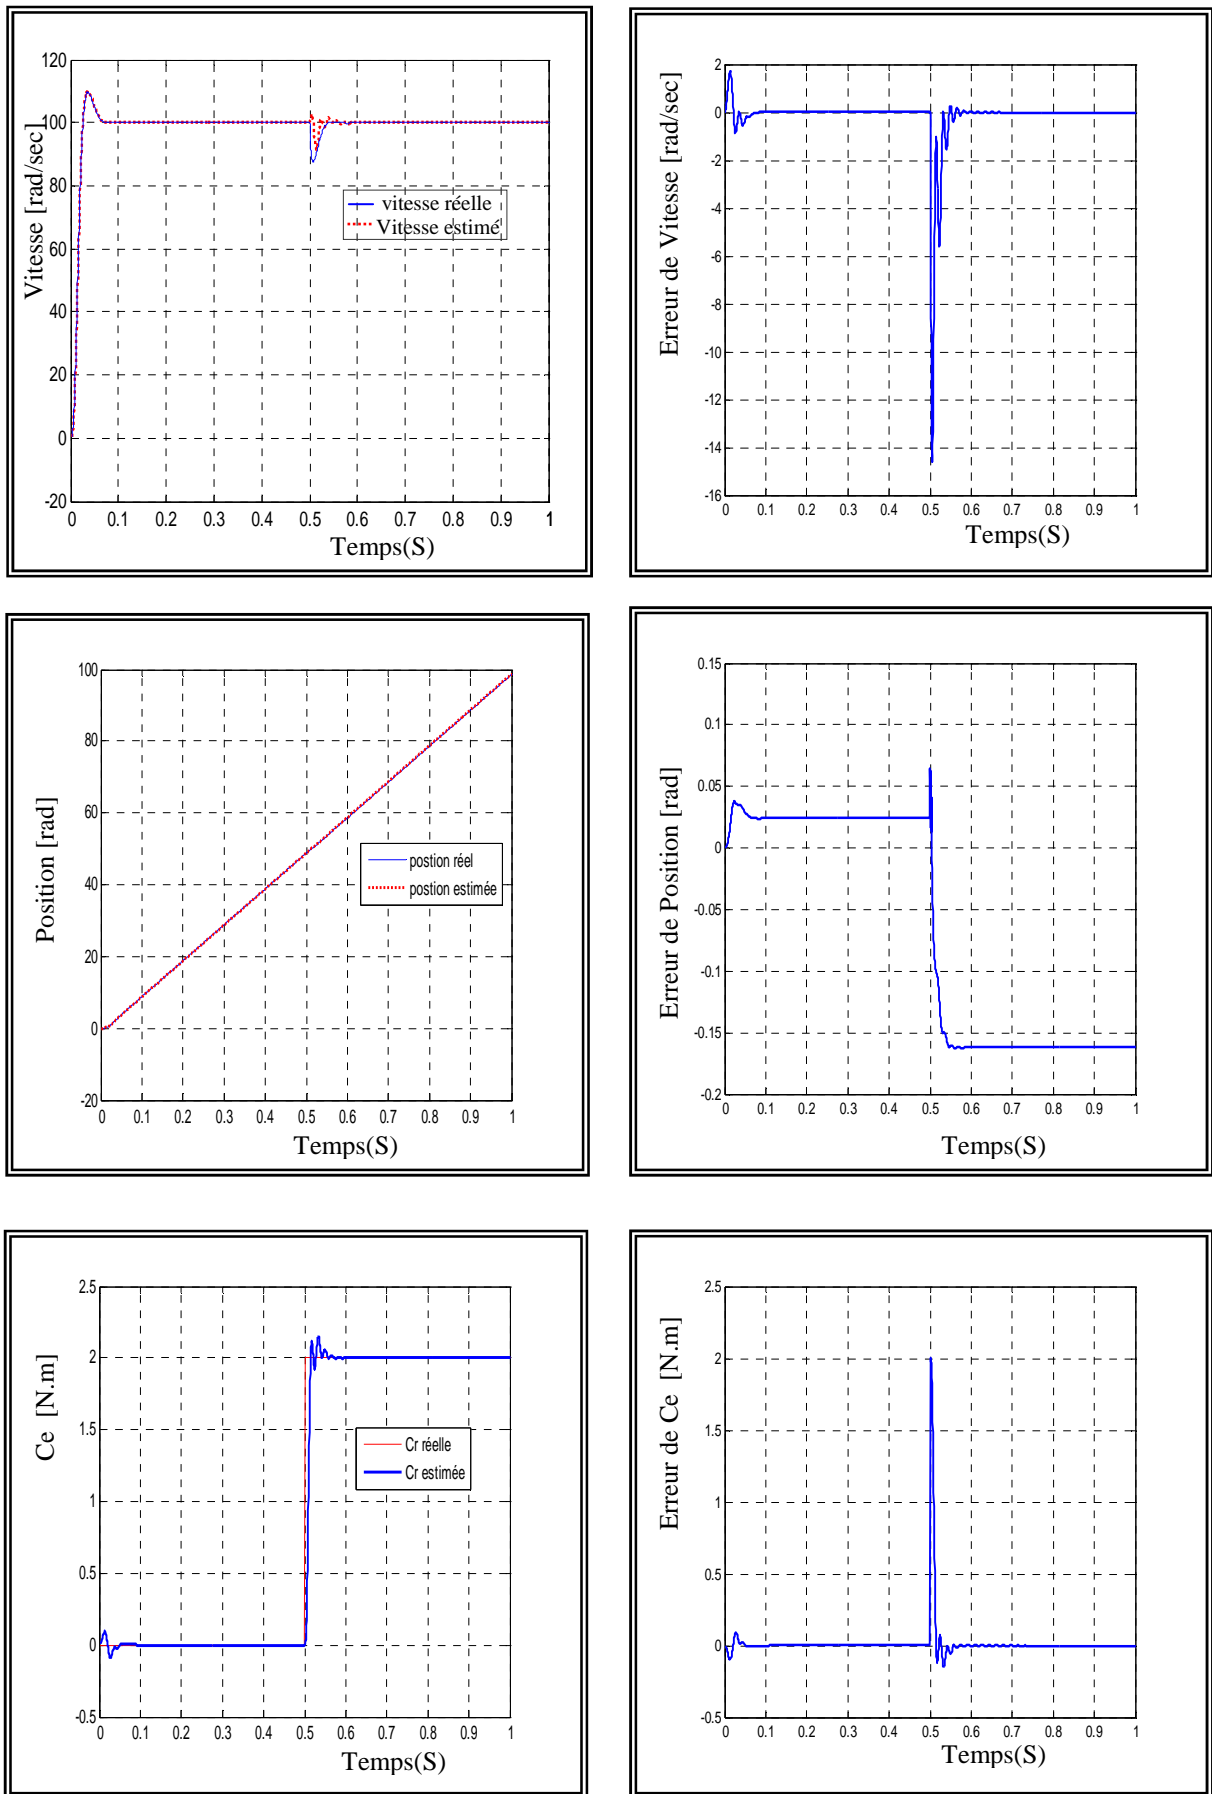 120
100
80
60
40
20
0
-20
Vitesse [rad/sec]
vitesse réelle
Vitesse estimé
0 0.1 0.2 0.3 0.4 0.5 0.6 0.7 0.8 0.9 1
Temps(S)
2
0
-2
-4
-6
-8
-10
-12
-14
-16
Erreur de Vitesse [rad/sec]
0 0.1 0.2 0.3 0.4 0.5 0.6 0.7 0.8 0.9 1
Temps(S)
100
80
60
40
20
0
-20
Position [rad]
postion réel
postion estimée
0 0.1 0.2 0.3 0.4 0.5 0.6 0.7 0.8 0.9 1
Temps(S)
0.15
0.1
0.05
0
-0.05
-0.1
-0.15
-0.2
Erreur de Position [rad]
0 0.1 0.2 0.3 0.4 0.5 0.6 0.7 0.8 0.9 1
Temps(S)
2.5
2
1.5
1
0.5
0
-0.5
Ce [N.m]
Cr réelle
Cr estimée
0 0.1 0.2 0.3 0.4 0.5 0.6 0.7 0.8 0.9 1
Temps(S)
2.5
2
1.5
1
0.5
0
-0.5
Erreur de Ce [N.m]
0 0.1 0.2 0.3 0.4 0.5 0.6 0.7 0.8 0.9 1
Temps(S)